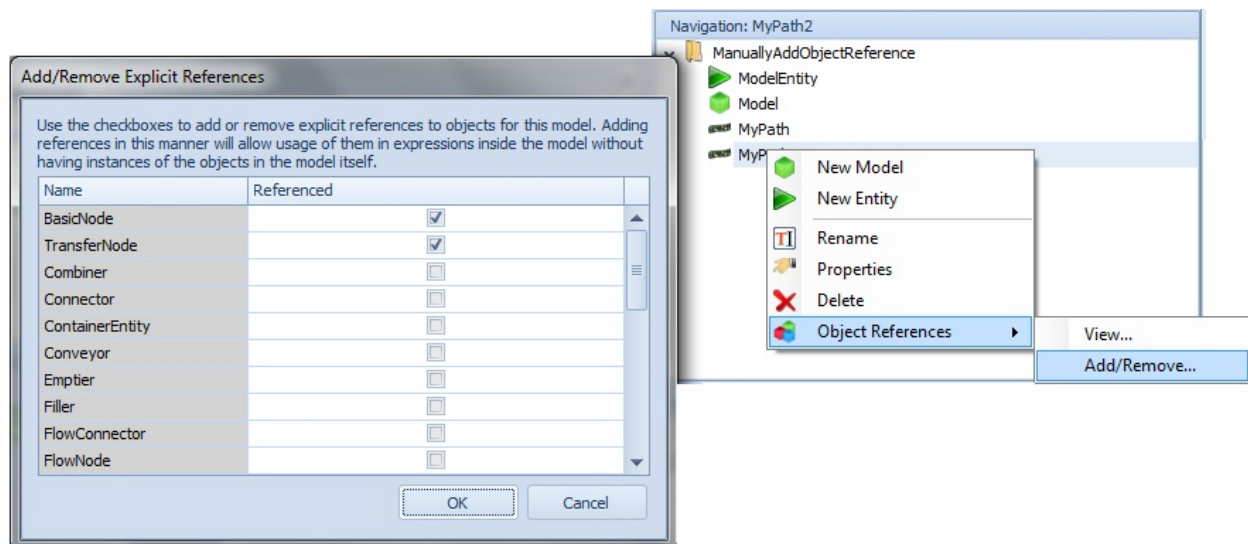 Add/Remove Explicit References
Use the checkboxes to add or remove explicit references to objects for this model. Adding
references in this manner will allow usage of them in expressions inside the model without
having instances of the objects in the model itself.
Name Referenced
BasicNode
TransferNode
Combiner
Connector
ContainerEntity
Conveyor
Emptier
Filler
FlowConnector
FlowNode
OK Cancel
Navigation: MyPath2
ManuallyAddObjectReference
ModelEntity
Model
MyPath
New Model
New Entity
Rename
Properties
Delete
Object References
View...
Add/Remove...